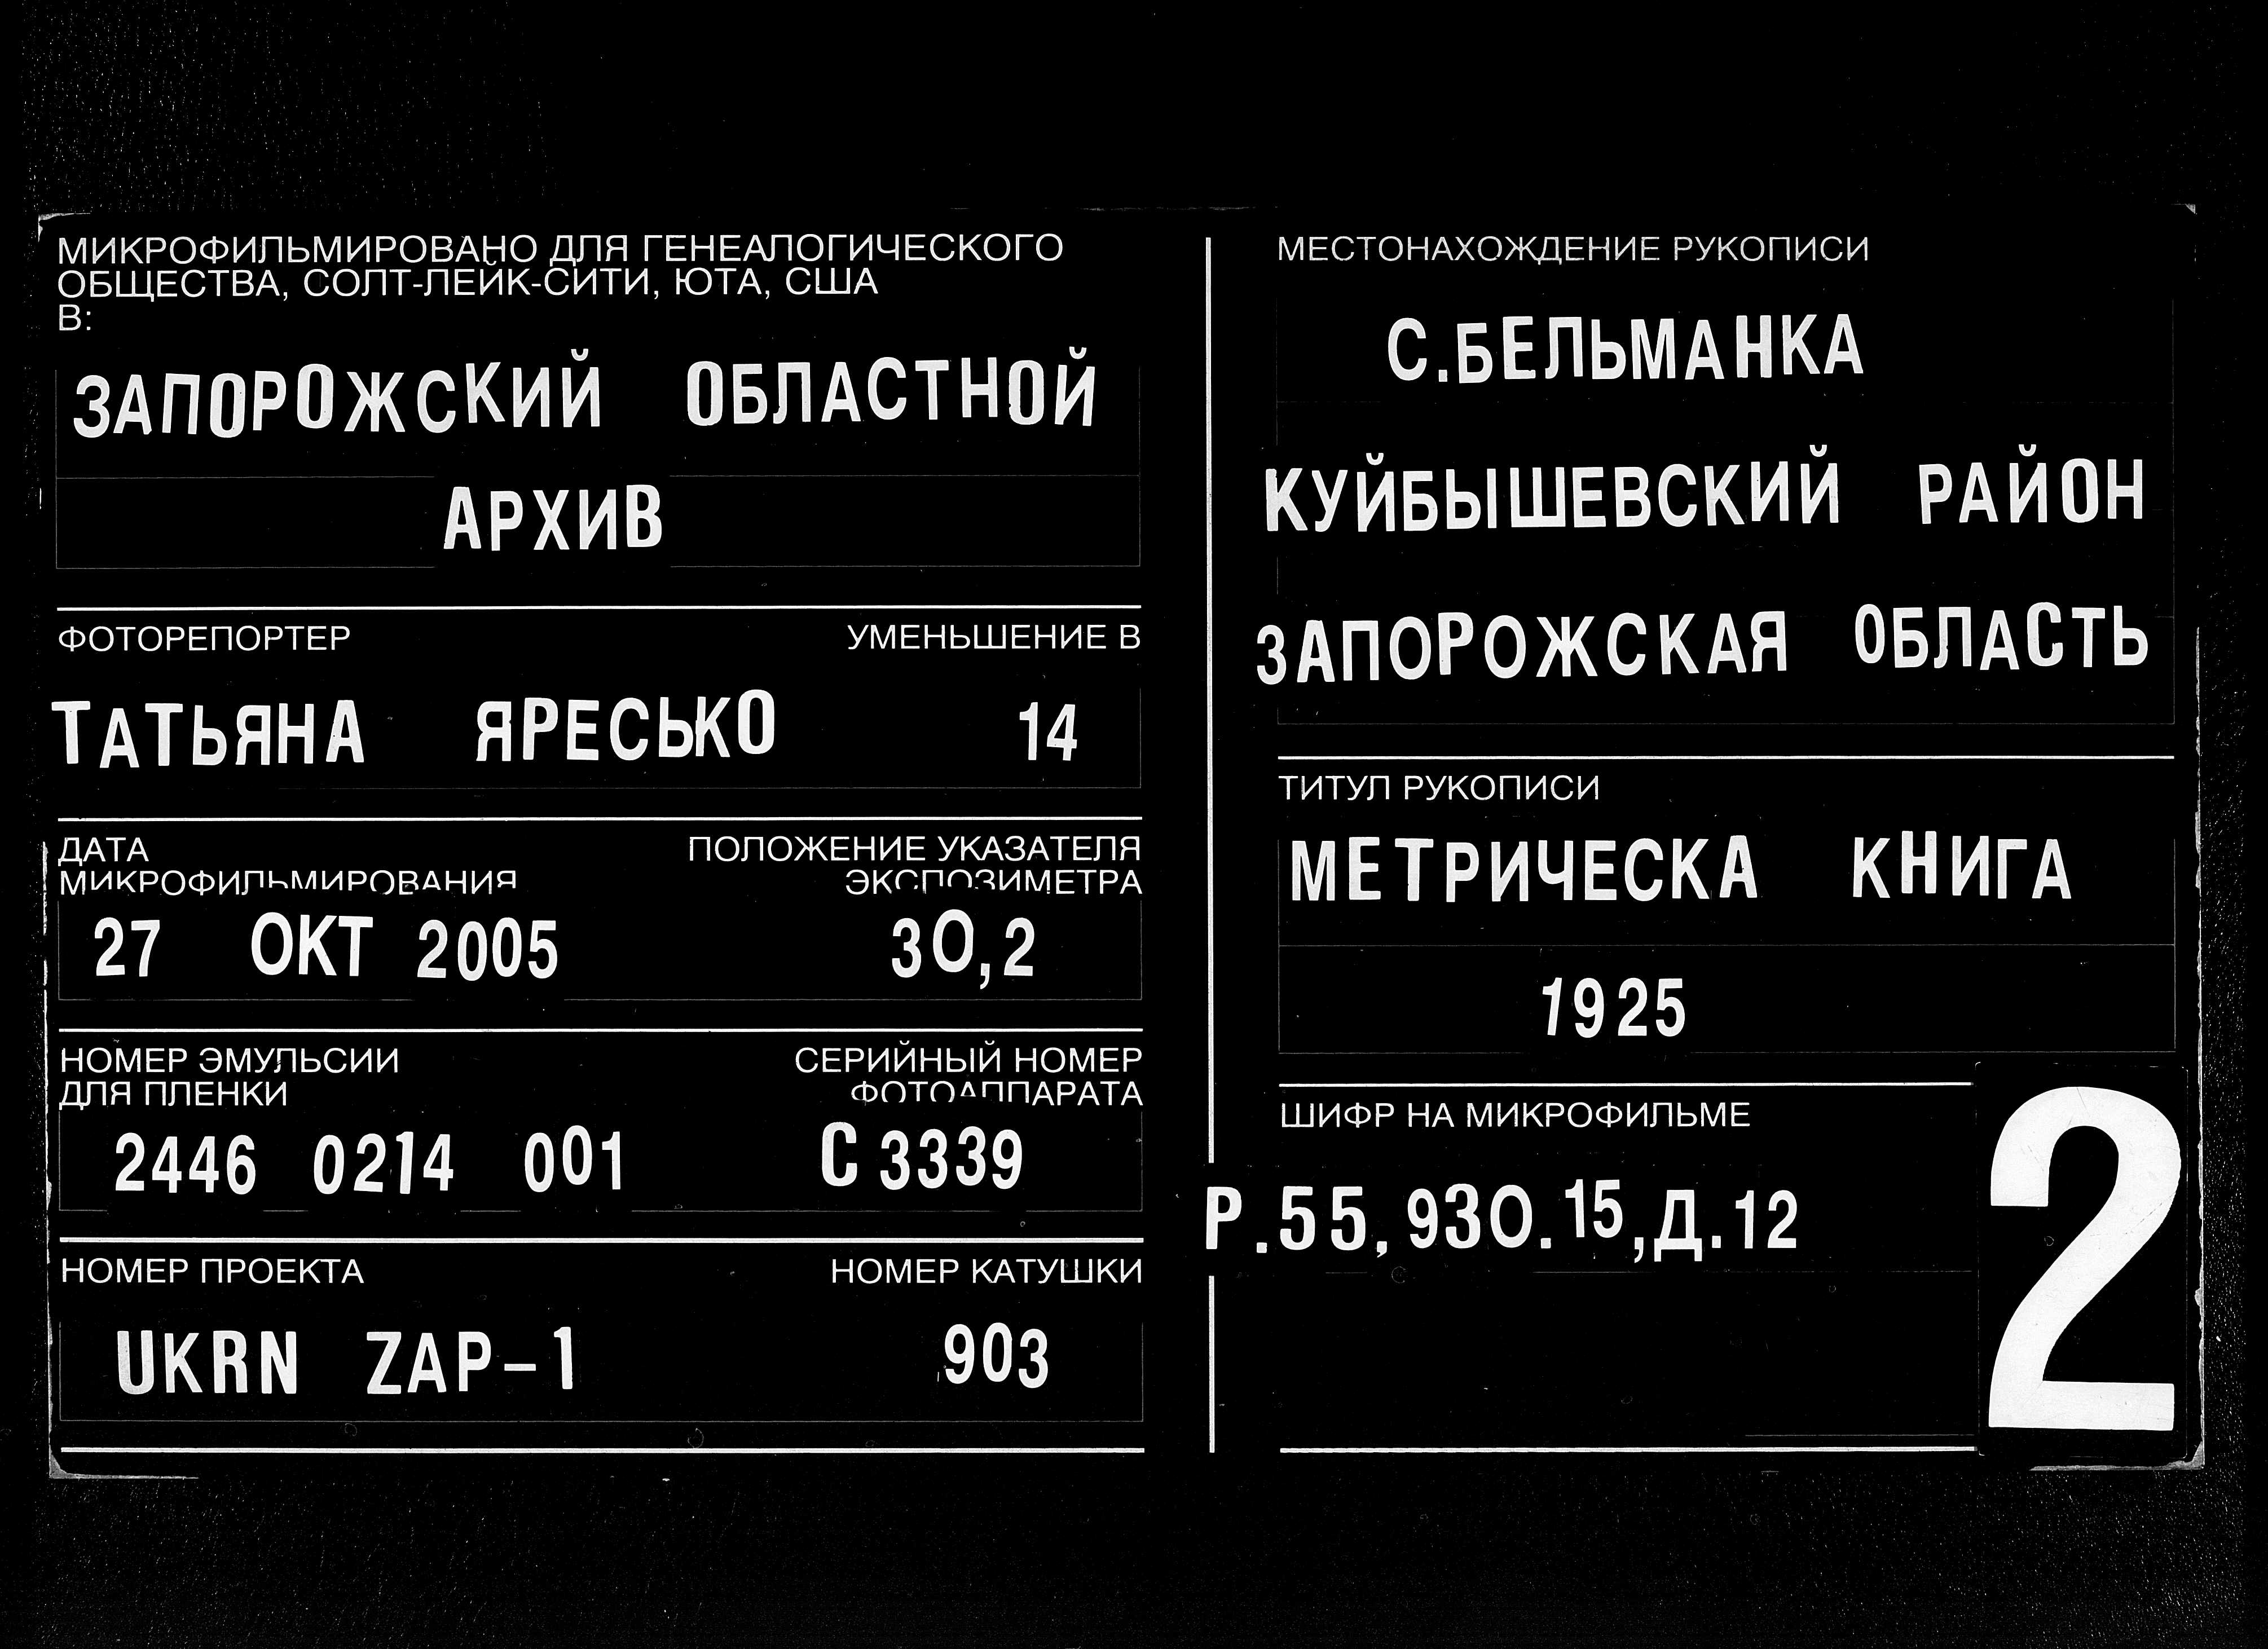 МИКРОФИЛЬМИРОВАНО ДЛЯ ГЕНЕАЛОГИЧЕСКОГО
ОБЩЕСТВА, СОЛТ-ЛЕЙК-СИТИ, ЮТА, США
В:
ЗАПОРОЖСКИЙ ОБЛАСТНОЙ
АРХИВ
ФОТОРЕПОРТЕР УМЕНЬШЕНИЕ В
ТАТЬЯНА ЯРЕСЬКО 14
ДАТА ПОЛОЖЕНИЕ УКАЗАТЕЛЯ
МИКРОФИЛЬМИРОВАНИЯ ЭКСПОЗИМЕТРА
27 ОКТ 2005 30,2
НОМЕР ЭМУЛЬСИИ СЕРИЙНЫЙ НОМЕР
ДЛЯ ПЛЕНКИ ФОТОАППАРАТА
2446 0214 001 С 3339
НОМЕР ПРОЕКТА НОМЕР КАТУШКИ
UKRN ZAP-1 903
МЕСТОНАХОЖДЕНИЕ РУКОПИСИ
С.БЕЛЬМАНКА
КУЙБЫШЕВСКИЙ РАЙОН
ЗАПОРОЖСКАЯ ОБЛАСТЬ
ТИТУЛ РУКОПИСИ
МЕТРИЧЕСКА КНИГА
1925
ШИФР НА МИКРОФИЛЬМЕ
Р.55, 930.15,Д.12
2